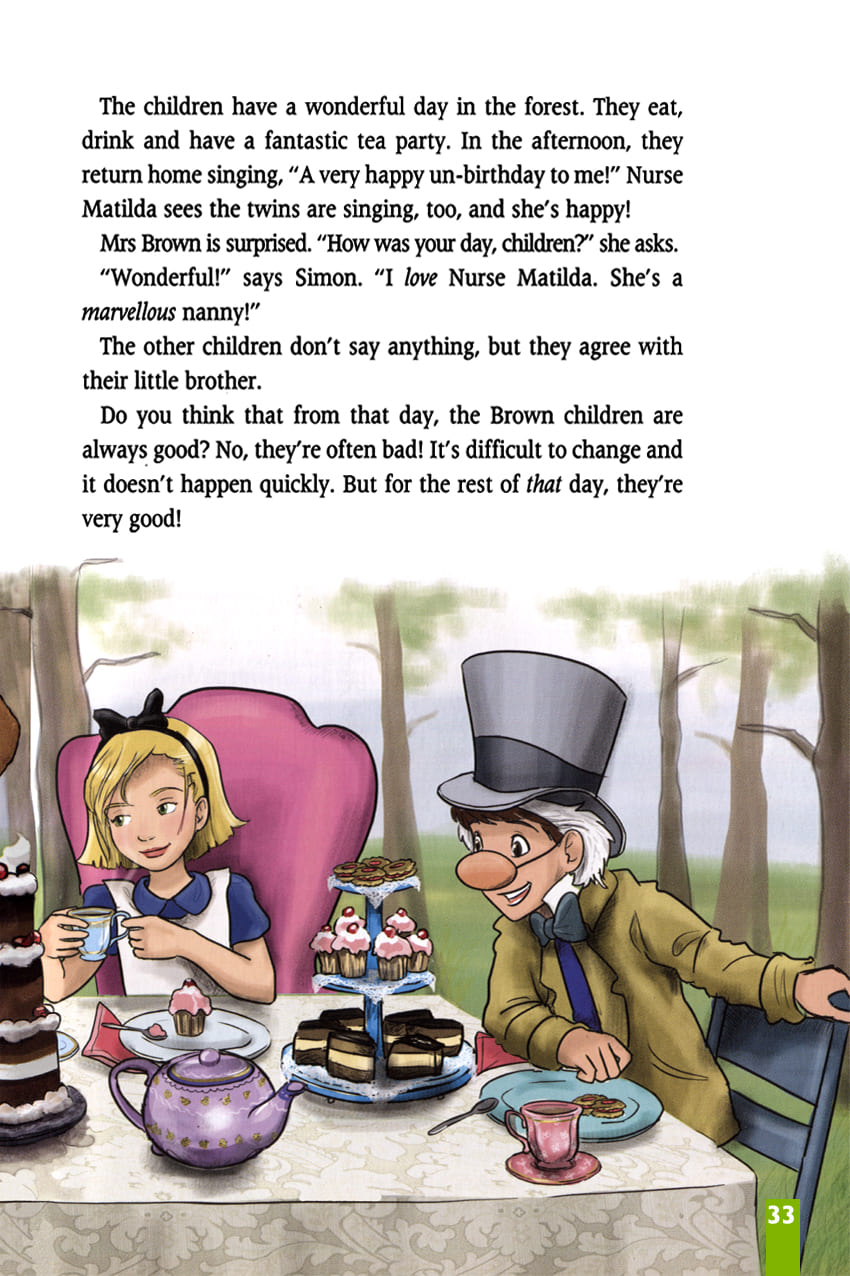 The children have a wonderful day in the forest. They eat,
drink and have a fantastic tea party. In the afternoon, they
return home singing, “A very happy un-birthday to me!” Nurse
Matilda sees the twins are singing, too, and she’s happy!
Mrs Brown is surprised. “How was your day, children?” she asks.
“Wonderful!” says Simon. “I love Nurse Matilda. She’s a
marvellous nanny!”
The other children don’t say anything, but they agree with
their little brother.
Do you think that from that day, the Brown children are
always good? No, they’re often bad! It’s difficult to change and
it doesn’t happen quickly. But for the rest of that day, they’re
very good!
33